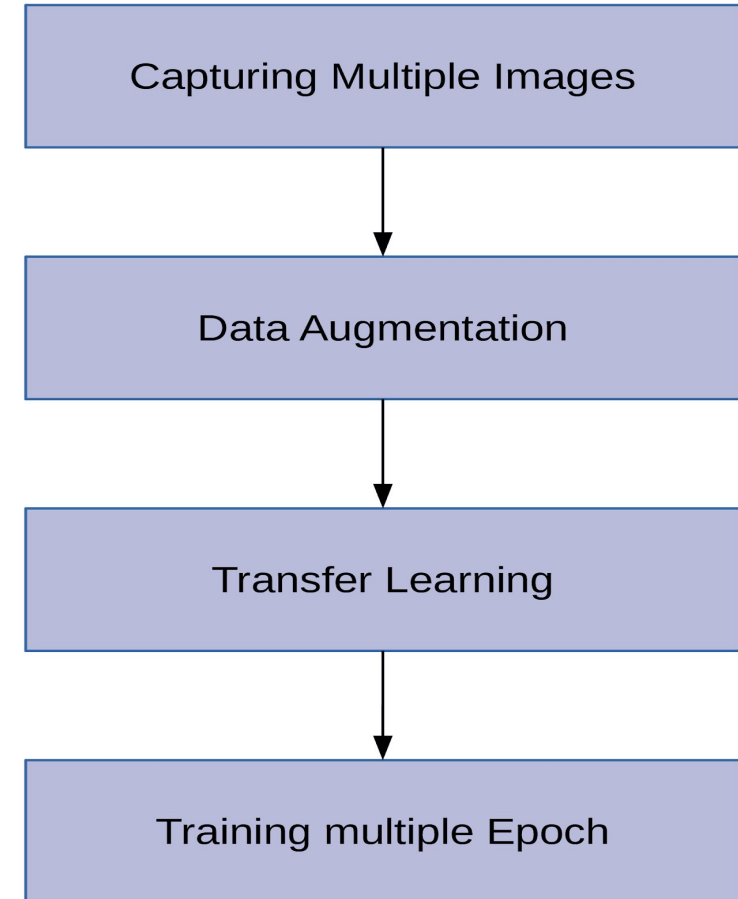 Capturing Multiple Images
Data Augmentation
Transfer Learning
Training multiple Epoch